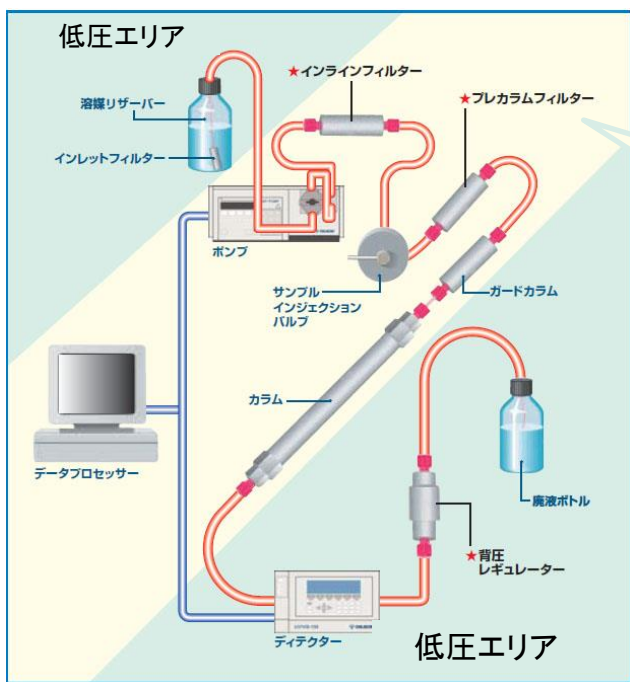 低圧エリア
★インラインフィルター
★プレカラムフィルター
溶媒リザーバー
インレットフィルター
ポンプ
サンプル
インジェクション
バルブ
ガードカラム
カラム
データプロセッサー
廃液ボトル
★背圧
レギュレーター
ディテクター
低圧エリア